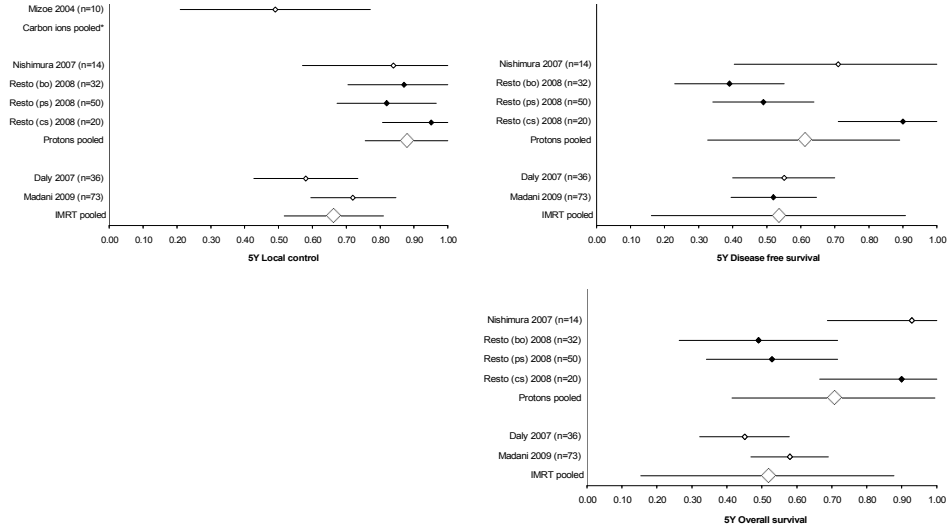 Mizoe 2004 (n=10)
Carbon ions pooled*
Nishimura 2007 (n=14)
Resto (bo) 2008 (n=32)
Resto (ps) 2008 (n=50)
Resto (cs) 2008 (n=20)
Protons pooled
Daly 2007 (n=36)
Madani 2009 (n=73)
IMRT pooled
0.00 0.10 0.20 0.30 0.40 0.50 0.60 0.70 0.80 0.90 1.00
5Y Local control
Nishimura 2007 (n=14)
Resto (bo) 2008 (n=32)
Resto (ps) 2008 (n=50)
Resto (cs) 2008 (n=20)
Protons pooled
Daly 2007 (n=36)
Madani 2009 (n=73)
IMRT pooled
0.00 0.10 0.20 0.30 0.40 0.50 0.60 0.70 0.80 0.90 1.00
5Y Disease free survival
Nishimura 2007 (n=14)
Resto (bo) 2008 (n=32)
Resto (ps) 2008 (n=50)
Resto (cs) 2008 (n=20)
Protons pooled
Daly 2007 (n=36)
Madani 2009 (n=73)
IMRT pooled
0.00 0.10 0.20 0.30 0.40 0.50 0.60 0.70 0.80 0.90 1.00
5Y Overall survival